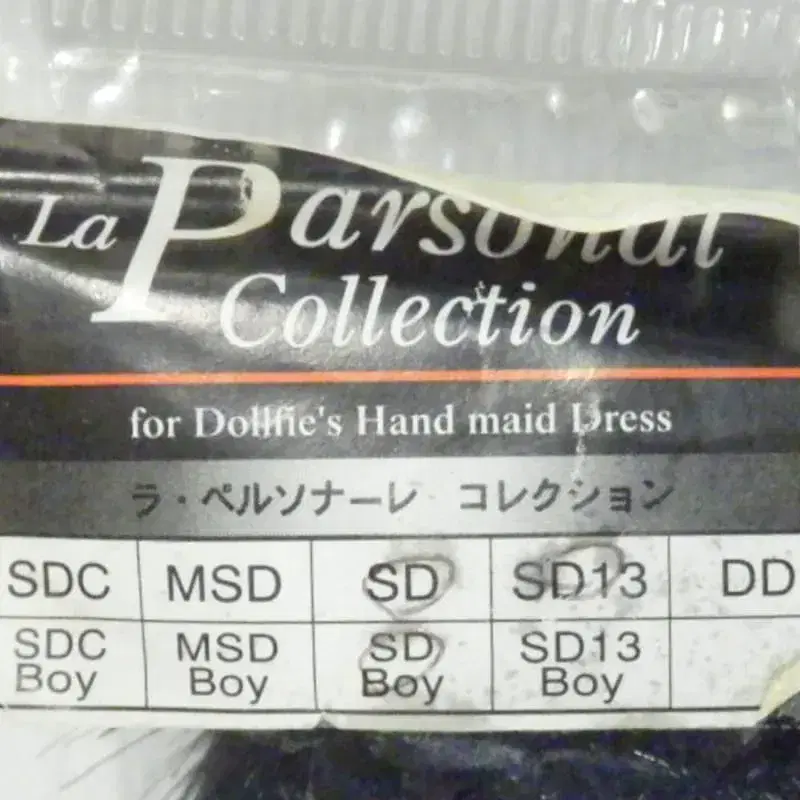 La Parsonal
Collection
for Dollfie's Hand maid Dress
ラ・ペルソナーレ コレクション
SDC MSD SD SD13 DD
SDC Boy MSD Boy SD Boy SD13 Boy